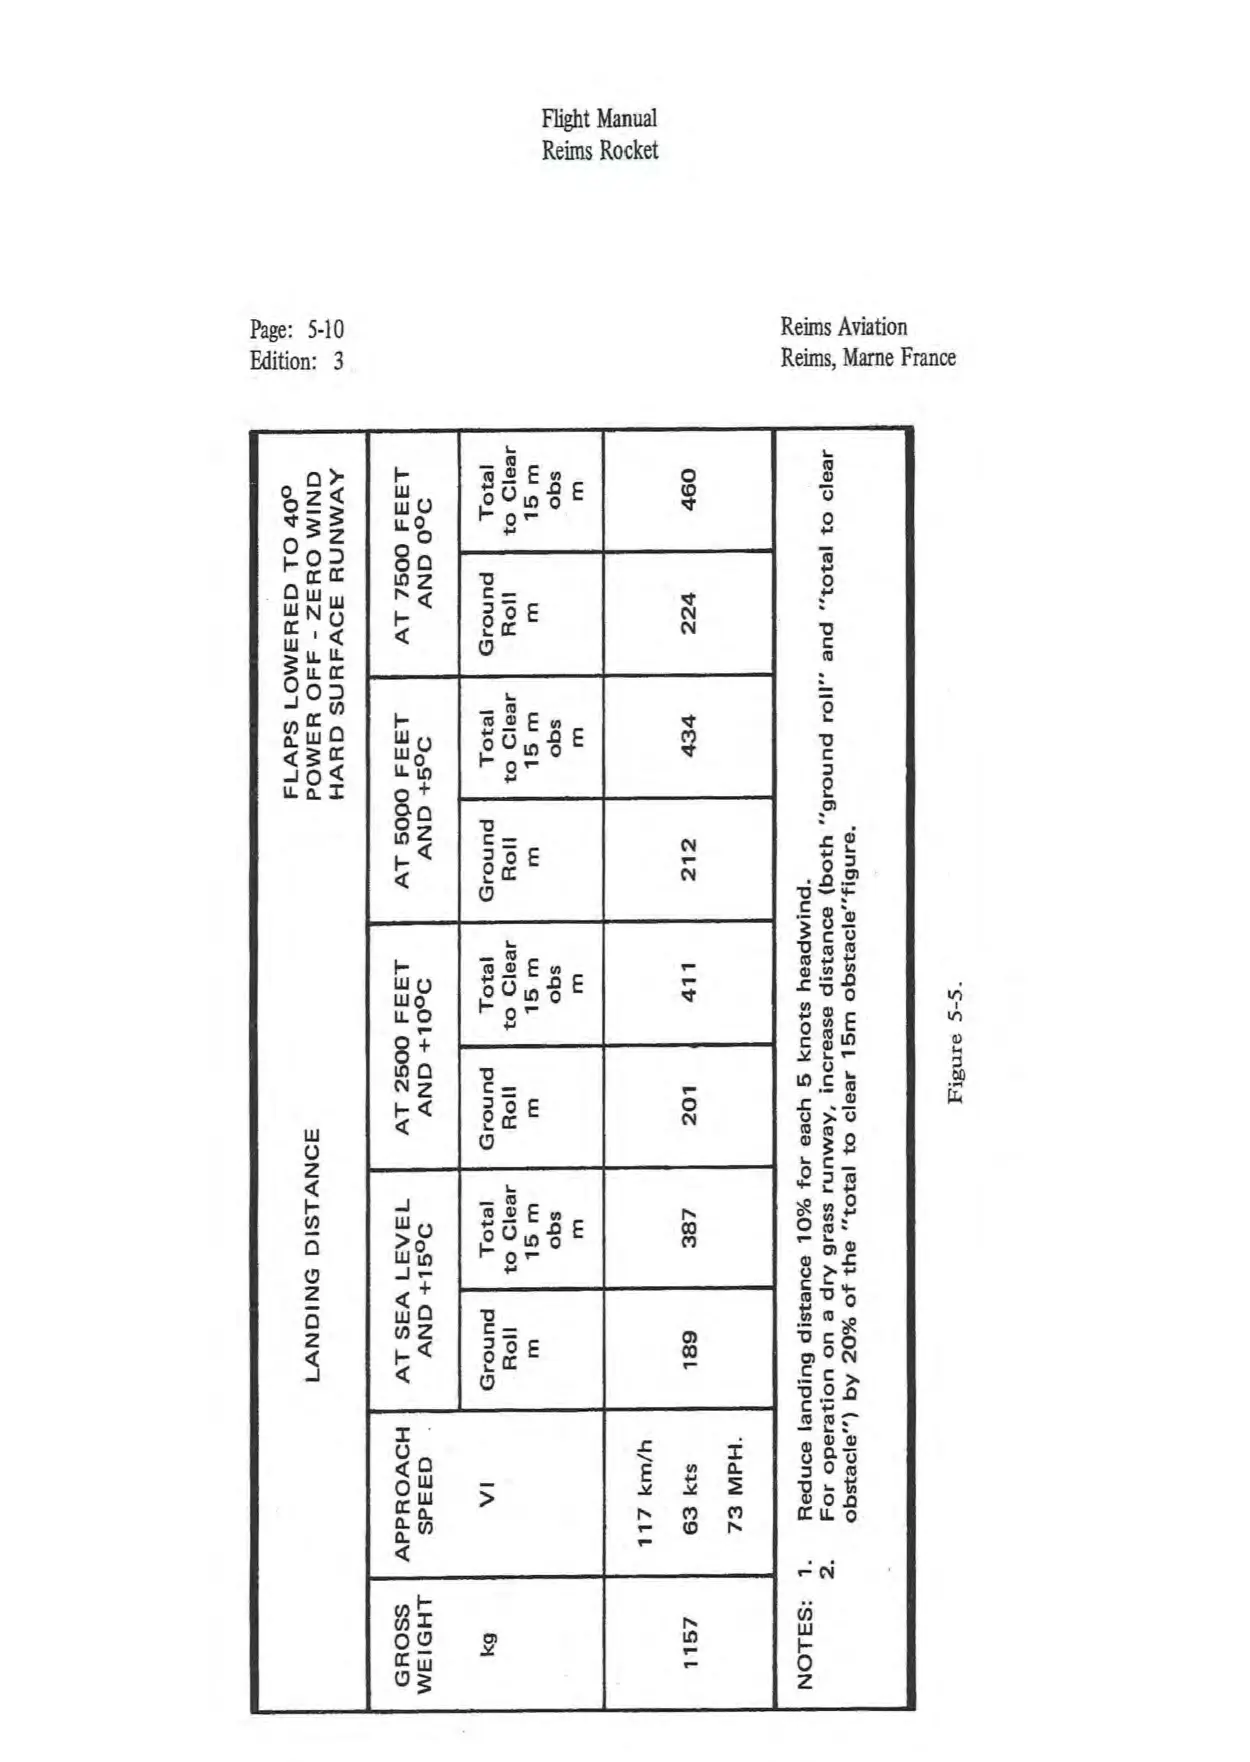 Flight Manual
Reims Rocket
Page: 5-10
Edition: 3
Reims Aviation
Reims, Marne France
LANDING DISTANCE
FLAPS LOWERED TO 40°
POWER OFF - ZERO WIND
HARD SURFACE RUNWAY
GROSS
WEIGHT
kg
APPROACH
SPEED
VI
AT SEA LEVEL
AND +15°C
AT 2500 FEET
AND +10°C
AT 5000 FEET
AND +5°C
AT 7500 FEET
AND 0°C
Ground
Roll
m
Total
to Clear
15 m
obs
m
Ground
Roll
m
Total
to Clear
15 m
obs
m
Ground
Roll
m
Total
to Clear
15 m
obs
m
Ground
Roll
m
Total
to Clear
15 m
obs
m
1157
117 km/h
63 kts
73 MPH.
189
387
201
411
212
434
224
460
NOTES: 1. Reduce landing distance 10% for each 5 knots headwind.
2. For operation on a dry grass runway, increase distance (both "ground roll" and "total to clear
obstacle") by 20% of the "total to clear 15m obstacle"figure.
Figure 5-5.